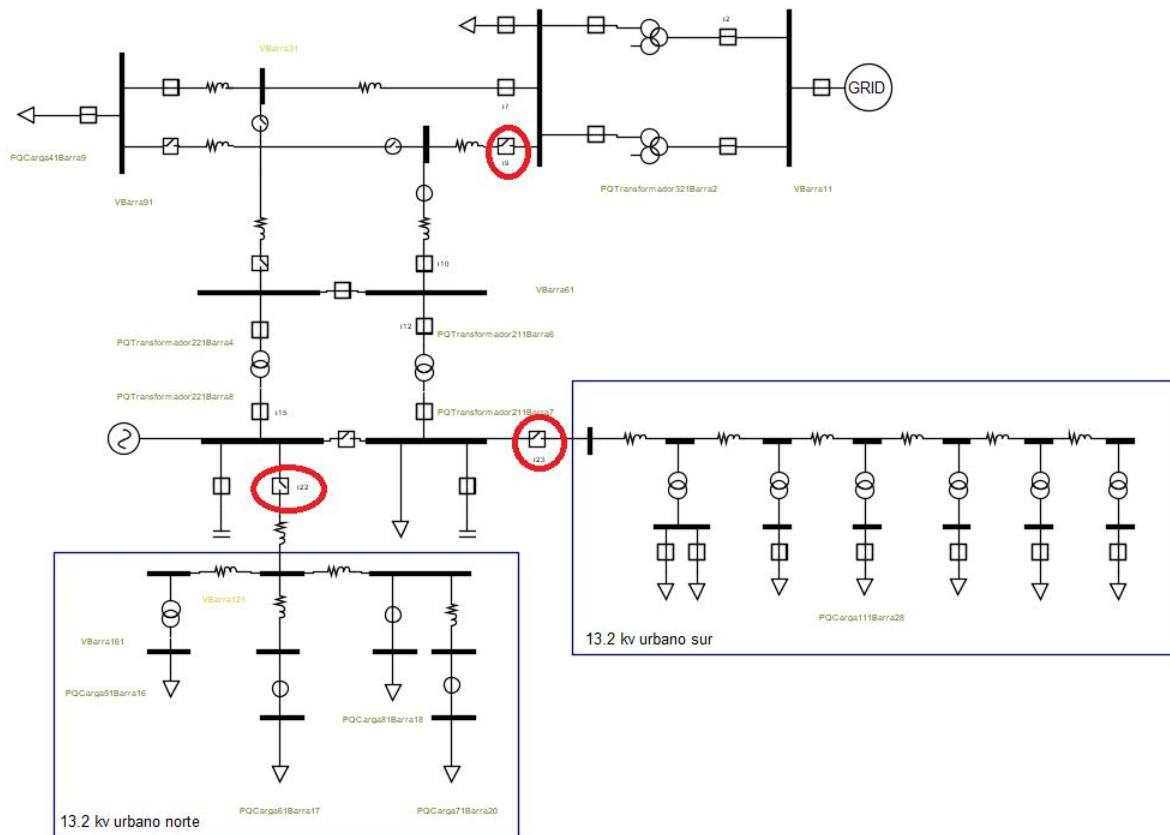 i2
VBarra31
GRID
i7
PQCarga41Barra9
i9
PQTransformador321Barra2
VBarra11
VBarra91
i10
VBarra61
i12
PQTransformador221Barra4
PQTransformador211Barra6
PQTransformador221Barra8
i15
PQTransformador211Barra7
i23
i22
VBarra121
PQCarga111Barra28
VBarra161
13.2 kv urbano sur
PQCarga51Barra16
PQCarga81Barra18
PQCarga61Barra17
PQCarga71Barra20
13.2 kv urbano norte